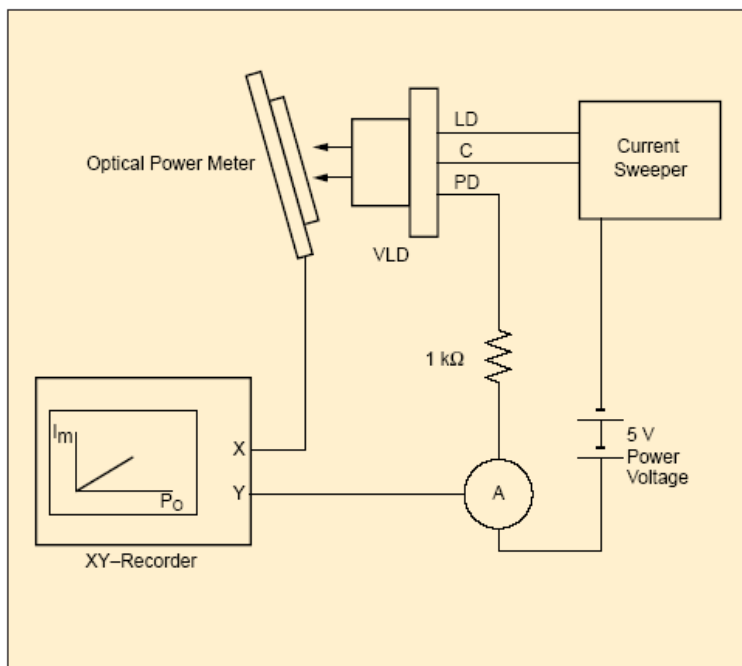 LD
Current
Sweeper
C
Optical Power Meter
PD
VLD
1 kΩ
5 V
Power
Voltage
Im
X
Po
Y
A
XY–Recorder